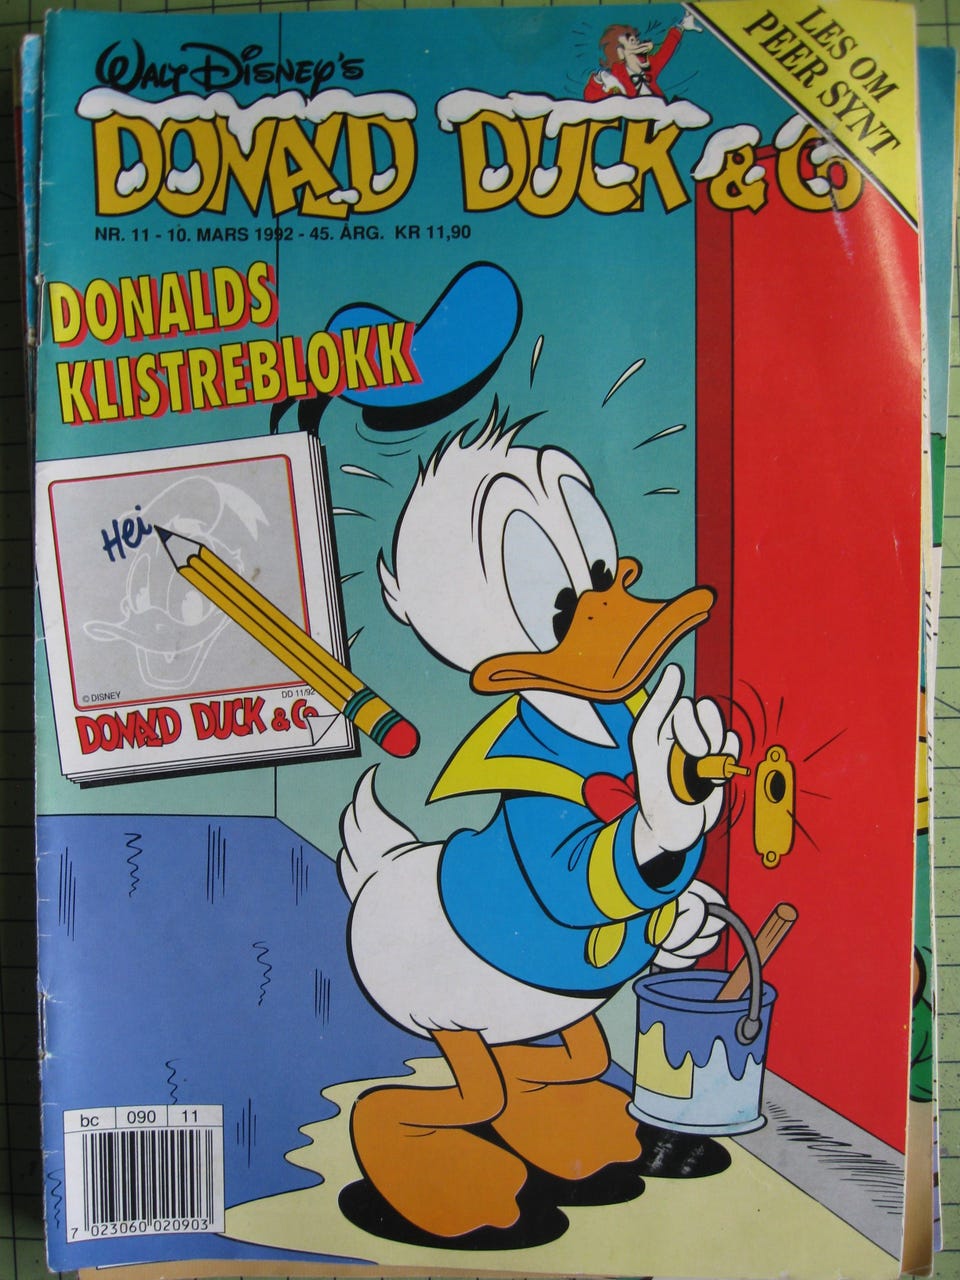 WALT DISNEY'S
DONALD DUCK & CO
LES OM
PEER SYNT
NR. 11 - 10. MARS 1992 - 45. ÅRG. KR 11,90
DONALDS
KLISTREBLOKK
Hei
© DISNEY
DD 11/92
DONALD DUCK & Co
bc 090 11
7 023060 020903